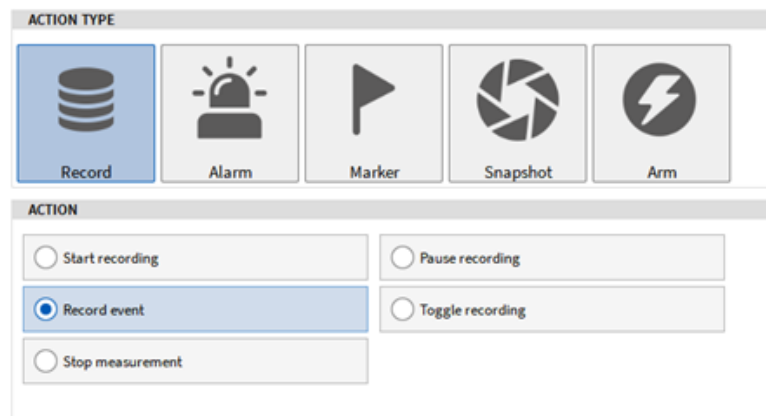 ACTION TYPE
Record Alarm Marker Snapshot Arm
ACTION
Start recording Pause recording
Record event Toggle recording
Stop measurement